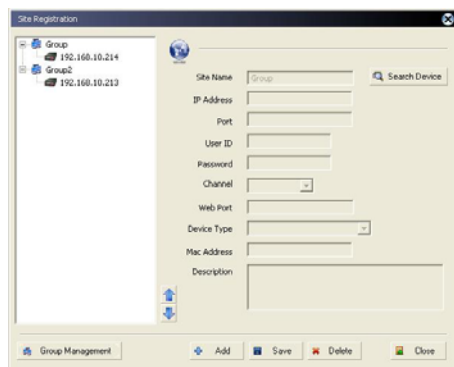 Site Registration
Group
192.168.10.214
Group2
192.168.10.213
Site Name
Group
Search Device
IP Address
Port
User ID
Password
Channel
Web Port
Device Type
Mac Address
Description
Group Management
Add
Save
Delete
Close